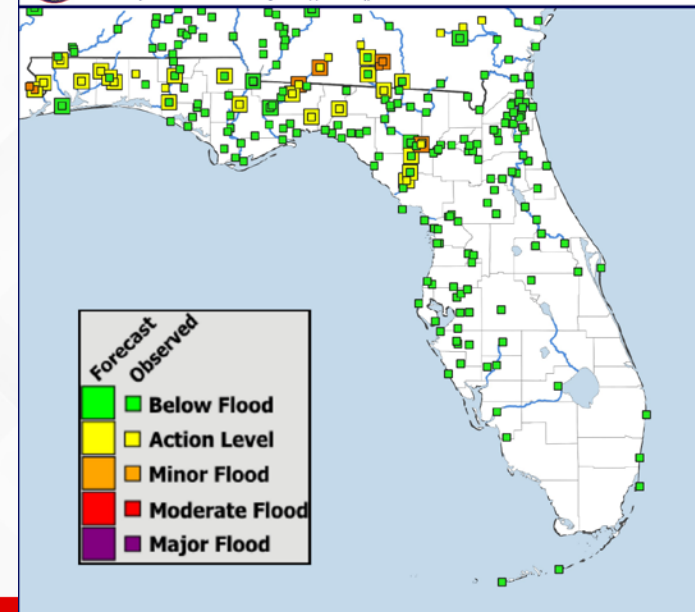 Forecast
Observed
Below Flood
Action Level
Minor Flood
Moderate Flood
Major Flood